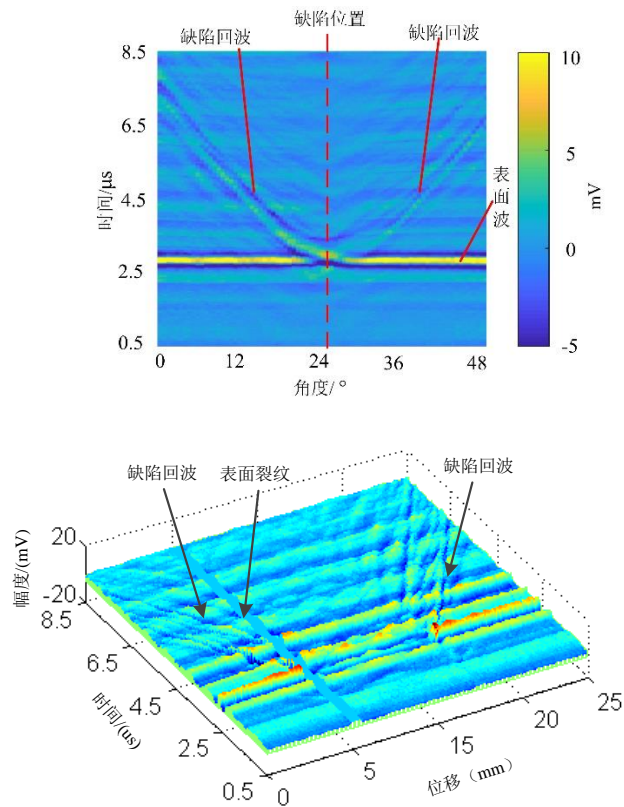 缺陷位置
缺陷回波
缺陷回波
8.5
6.5
4.5
2.5
0.5
时间/μs
表面波
10
5
0
-5
mV
0
12
24
36
48
角度/°
缺陷回波
表面裂纹
缺陷回波
20
-20
幅度/(mV)
8.5
6.5
4.5
2.5
0.5
时间/(us)
0
5
15
20
25
位移（mm）